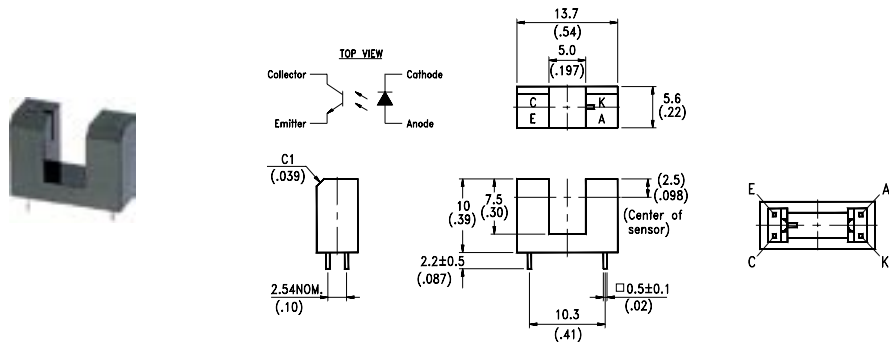 13.7
(.54)
5.0
(.197)
TOP VIEW
Collector
Cathode
Emitter
Anode
C
K
E
A
5.6
(.22)
C1
(.039)
10
(.39)
7.5
(.30)
(2.5)
(.098)
(Center of
sensor)
2.2±0.5
(.087)
2.54NOM.
(.10)
□0.5±0.1
(.02)
10.3
(.41)
E
A
C
K